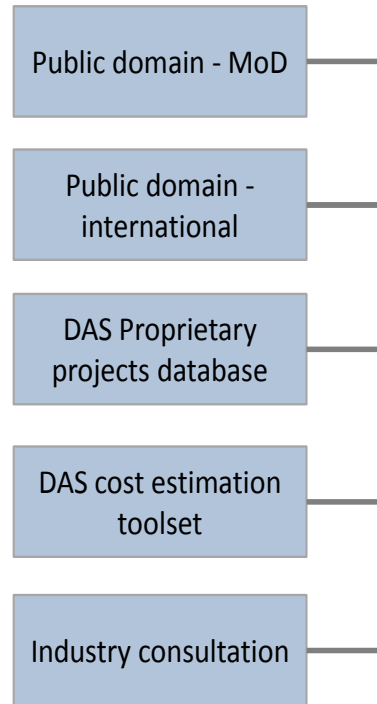 Public domain - MoD
Public domain -
international
DAS Proprietary
projects database
DAS cost estimation
toolset
Industry consultation